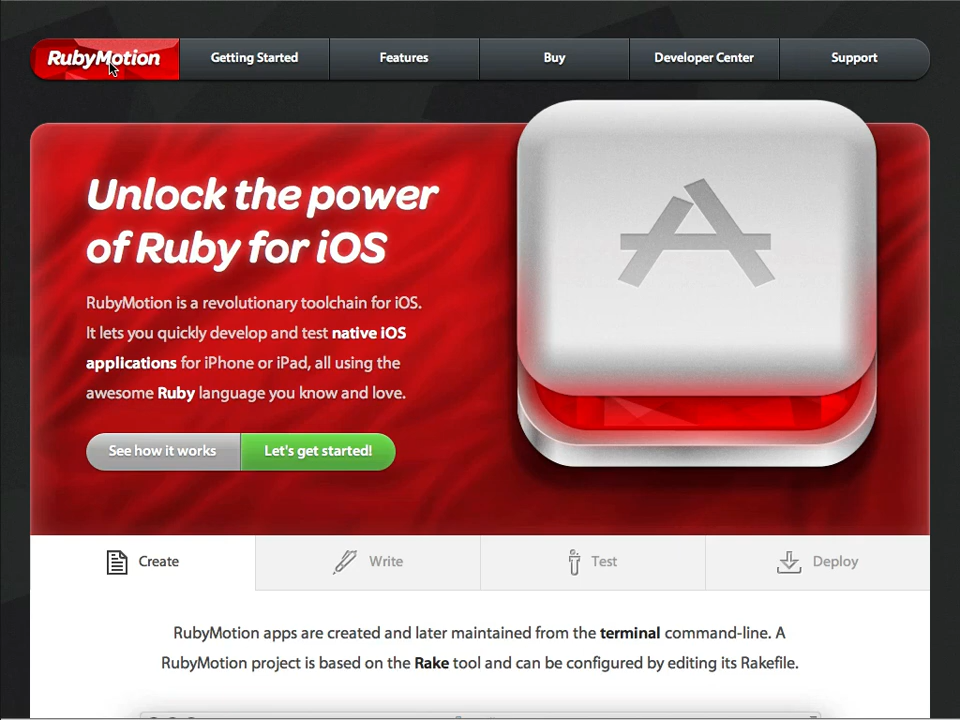 RubyMotion
Getting Started
Features
Buy
Developer Center
Support
Unlock the power
of Ruby for iOS
RubyMotion is a revolutionary toolchain for iOS.
It lets you quickly develop and test native iOS
applications for iPhone or iPad, all using the
awesome Ruby language you know and love.
See how it works
Let's get started!
Create
Write
Test
Deploy
RubyMotion apps are created and later maintained from the terminal command-line. A
RubyMotion project is based on the Rake tool and can be configured by editing its Rakefile.